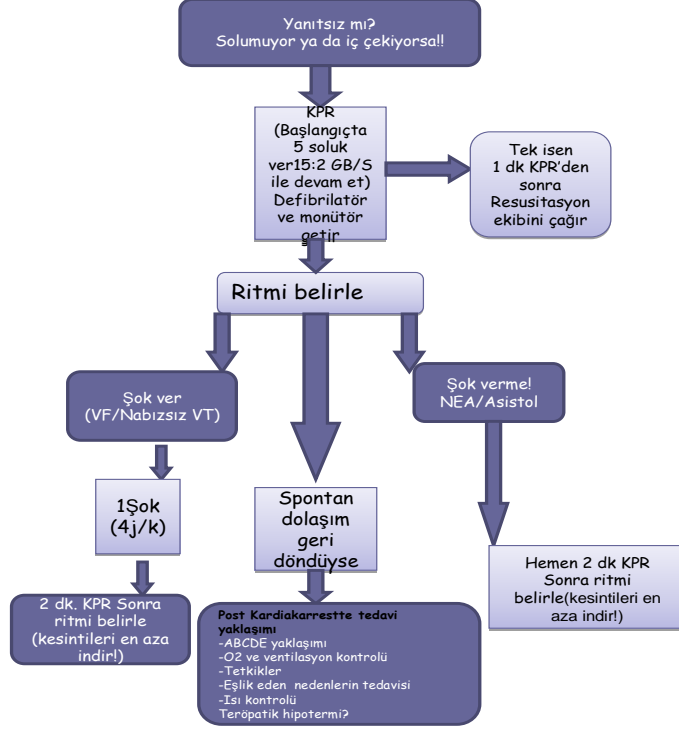 Yanıtsız mı?
Solumuyor ya da iç çekiyorsa!!
KPR
(Başlangıçta
5 soluk
ver15:2 GB/S
ile devam et)
Defibrilatör
ve monütör
getir
Tek isen
1 dk KPR’den
sonra
Resusitasyon
ekibini çağır
Ritmi belirle
Şok ver
(VF/Nabızsız VT)
Şok verme!
NEA/Asistol
1Şok
(4j/k)
Spontan
dolaşım
geri
döndüyse
Hemen 2 dk KPR
Sonra ritmi
belirle(kesintileri en
aza indir!)
2 dk. KPR Sonra
ritmi belirle
(kesintileri en aza
indir!)
Post Kardiakarrestte tedavi
yaklaşımı
-ABCDE yaklaşımı
-O2 ve ventilasyon kontrolü
-Tetkikler
-Eşlik eden nedenlerin tedavisi
-Isı kontrolü
Teröpatik hipotermi?